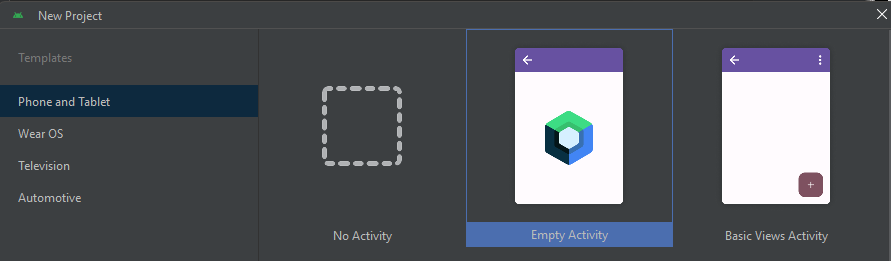 New Project
Templates
Phone and Tablet
Wear OS
Television
Automotive
No Activity
Empty Activity
Basic Views Activity